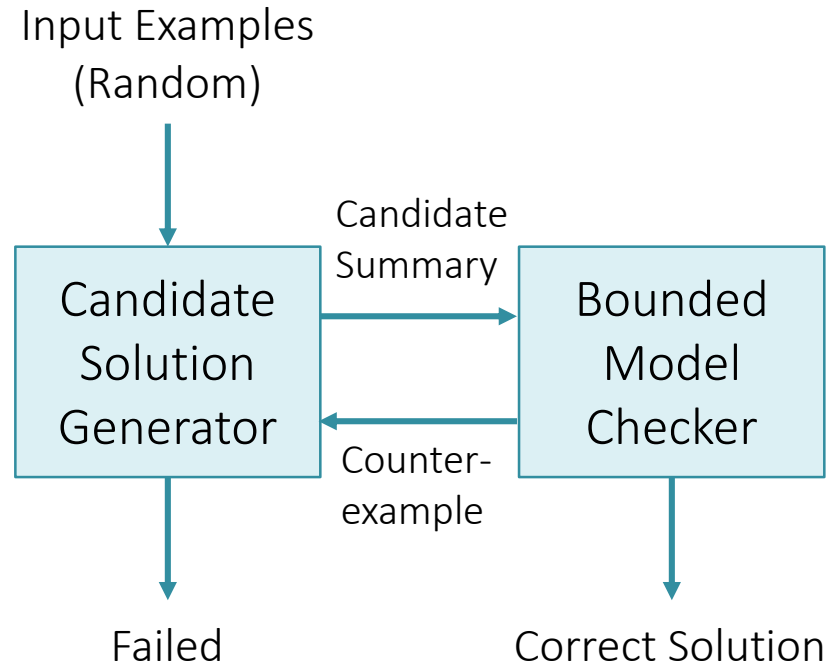 Input Examples
(Random)
Candidate
Summary
Candidate
Solution
Generator
Bounded
Model
Checker
Counter-
example
Failed
Correct Solution